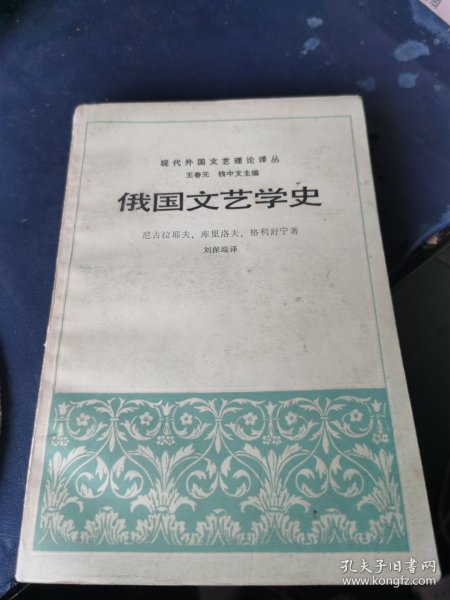 现代外国文艺理论译丛
王春元 钱中文主编
俄国文艺学史
尼古拉耶夫、库里洛夫、格利舒宁著
刘保端译
孔夫子旧书网
www.kongfz.com